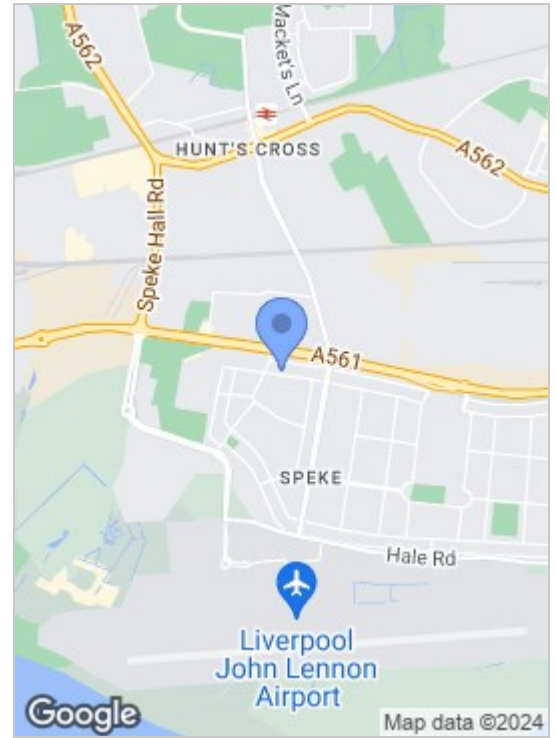 A562
Macket's Ln
HUNT'S CROSS
A562
Speke Hall Rd
A561
SPEKE
Hale Rd
Liverpool
John Lennon
Airport
Google
Map data ©2024